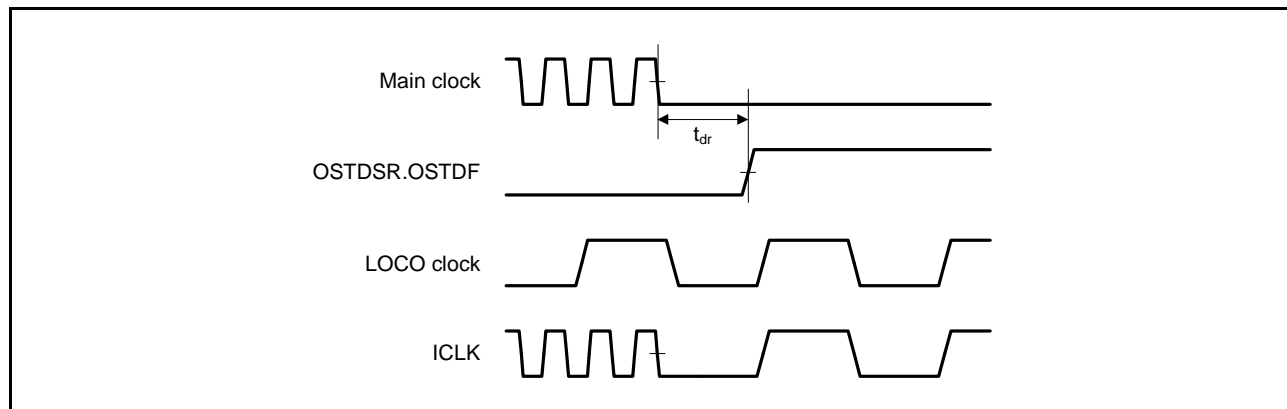 Main clock
tdr
OSTDSR.OSTDF
LOCO clock
ICLK